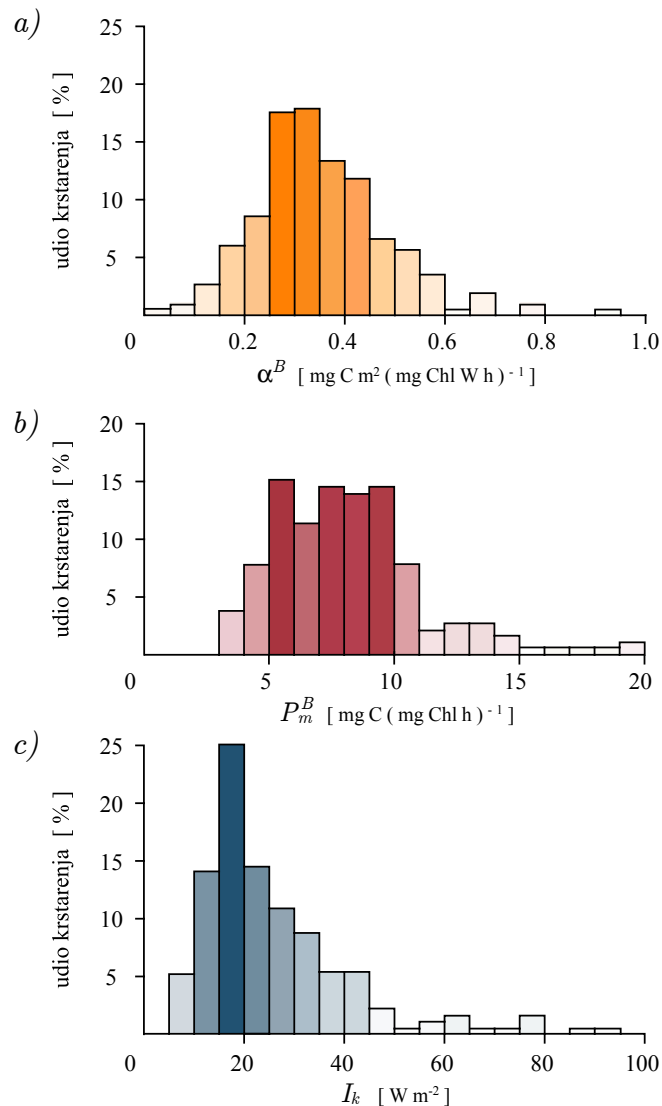 a)
udio krstarenja [ % ]
25
20
15
10
5
0 0.2 0.4 0.6 0.8 1.0
α^B [ mg C m² ( mg Chl W h ) ⁻¹ ]
b)
udio krstarenja [ % ]
20
15
10
5
0 5 10 15 20
P_m^B [ mg C ( mg Chl h ) ⁻¹ ]
c)
udio krstarenja [ % ]
25
20
15
10
5
0 20 40 60 80 100
I_k [ W m⁻² ]